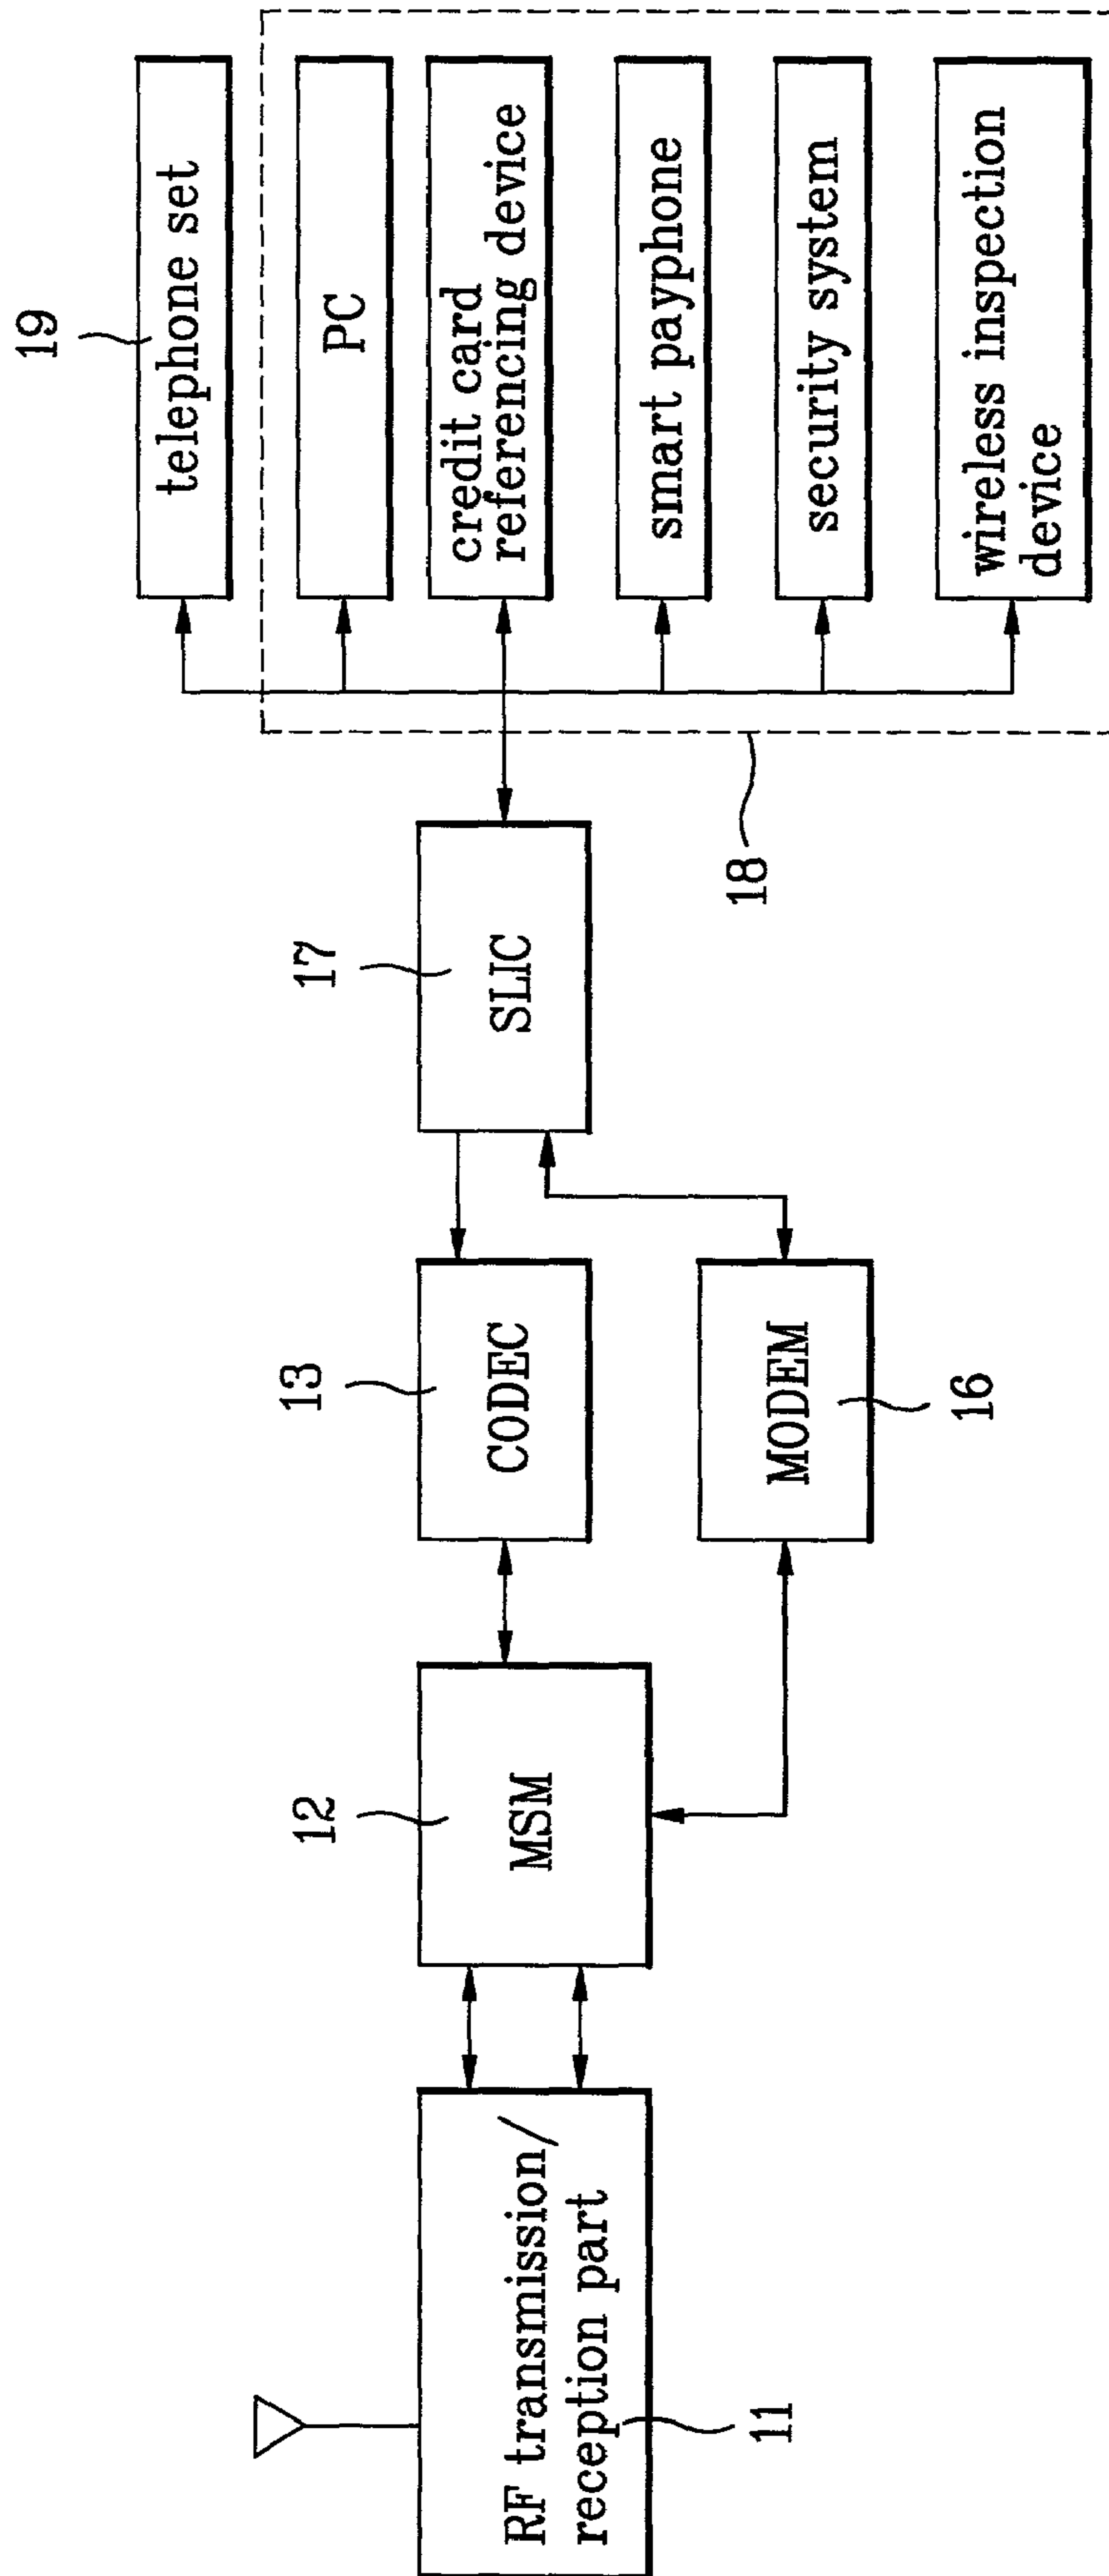 19
telephone set
PC
credit card
referencing device
smart payphone
security system
wireless inspection
device
18
17
SLIC
13
CODEC
MODEM
16
12
MSM
RF transmission/
reception part
11